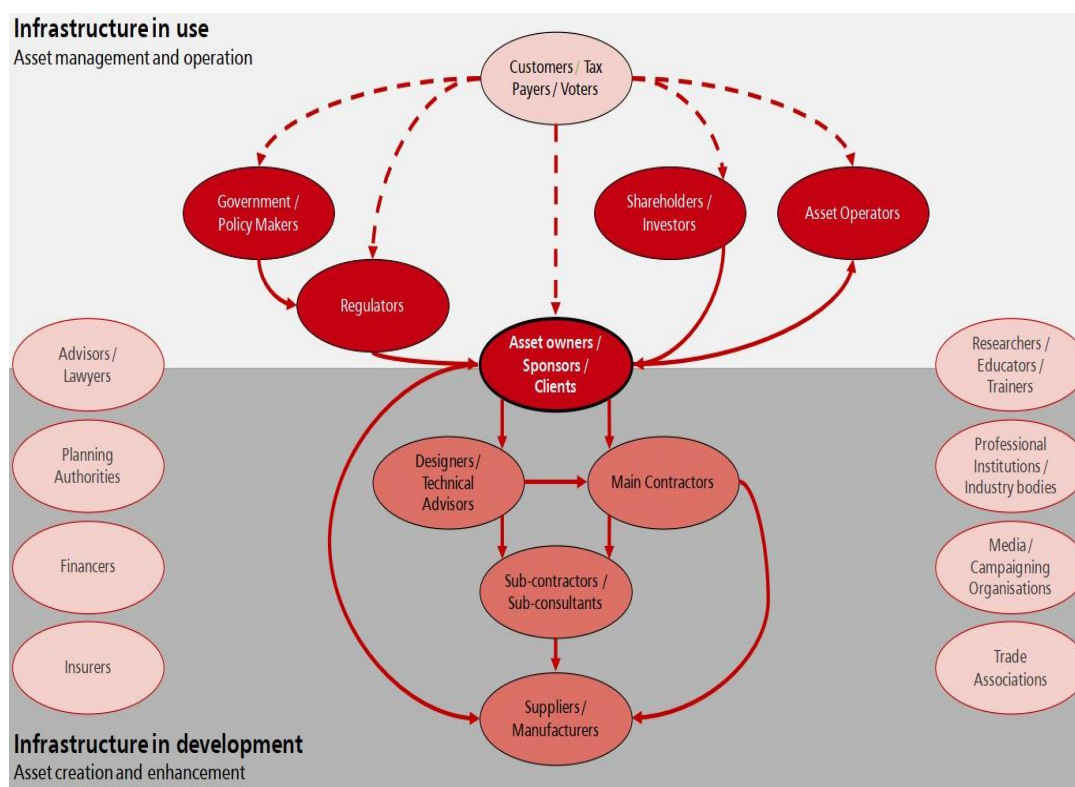 Infrastructure in use
Asset management and operation
Customers / Tax
Payers / Voters
Government /
Policy Makers
Shareholders /
Investors
Asset Operators
Regulators
Asset owners /
Sponsors /
Clients
Advisors /
Lawyers
Researchers /
Educators /
Trainers
Planning
Authorities
Designers /
Technical
Advisors
Main Contractors
Professional
Institutions /
Industry bodies
Financers
Sub-contractors /
Sub-consultants
Media /
Campaigning
Organisations
Insurers
Suppliers /
Manufacturers
Trade
Associations
Infrastructure in development
Asset creation and enhancement